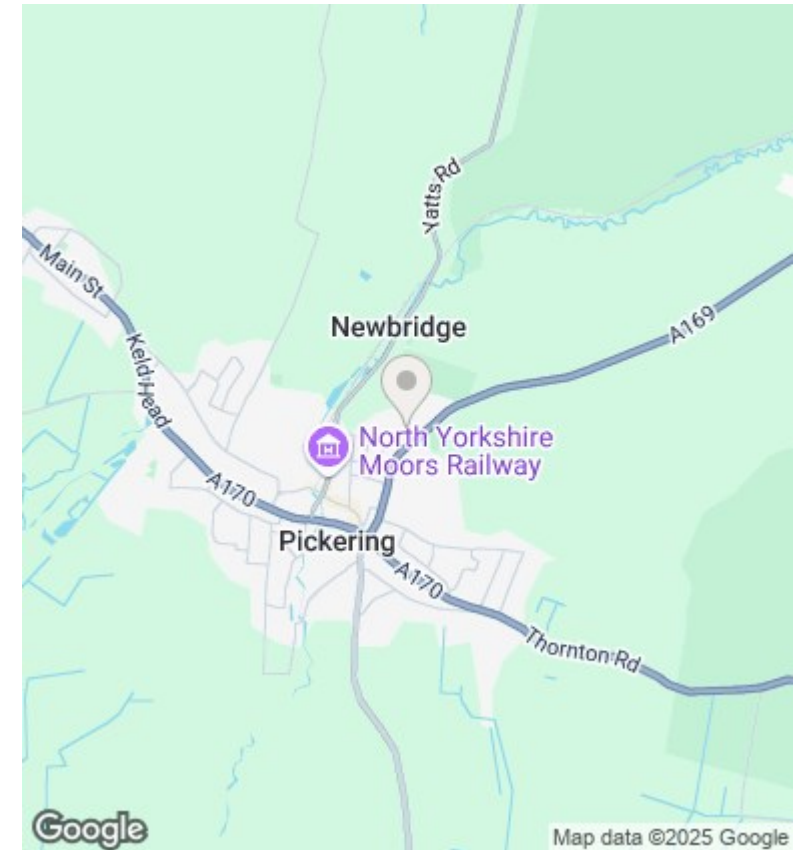 Yatts Rd
Main St
Newbridge
A169
Keld Head
North Yorkshire
Moors Railway
A170
Pickering
A170
Thornton Rd
Google
Map data ©2025 Google